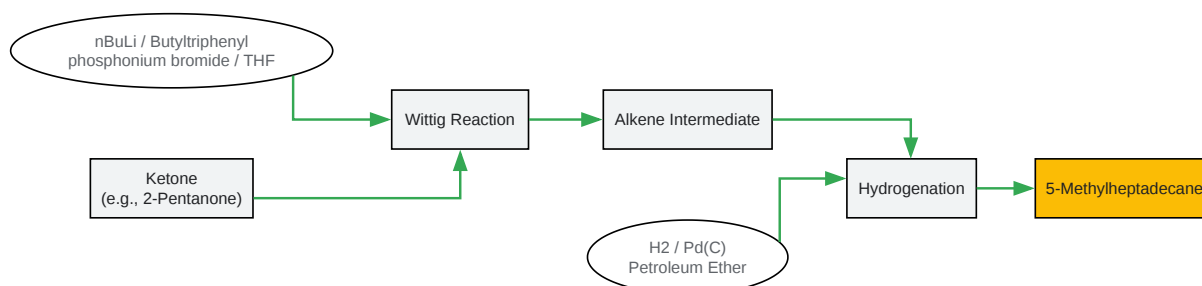 nBuLi / Butyltriphenyl
phosphonium bromide / THF
Wittig Reaction
Alkene Intermediate
Ketone
(e.g., 2-Pentanone)
Hydrogenation
5-Methylheptadecane
H2 / Pd(C)
Petroleum Ether